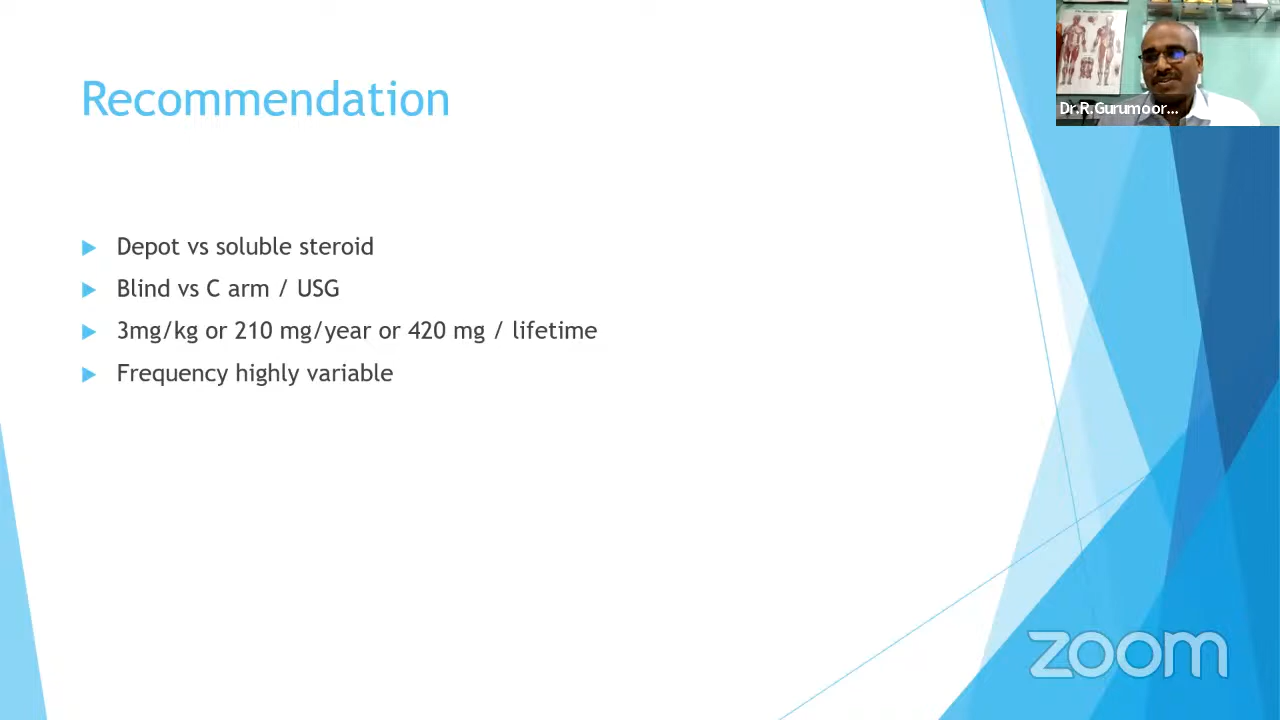 Recommendation
Depot vs soluble steroid
Blind vs C arm / USG
3mg/kg or 210 mg/year or 420 mg / lifetime
Frequency highly variable
Dr.R.Gurumoor...
zoom